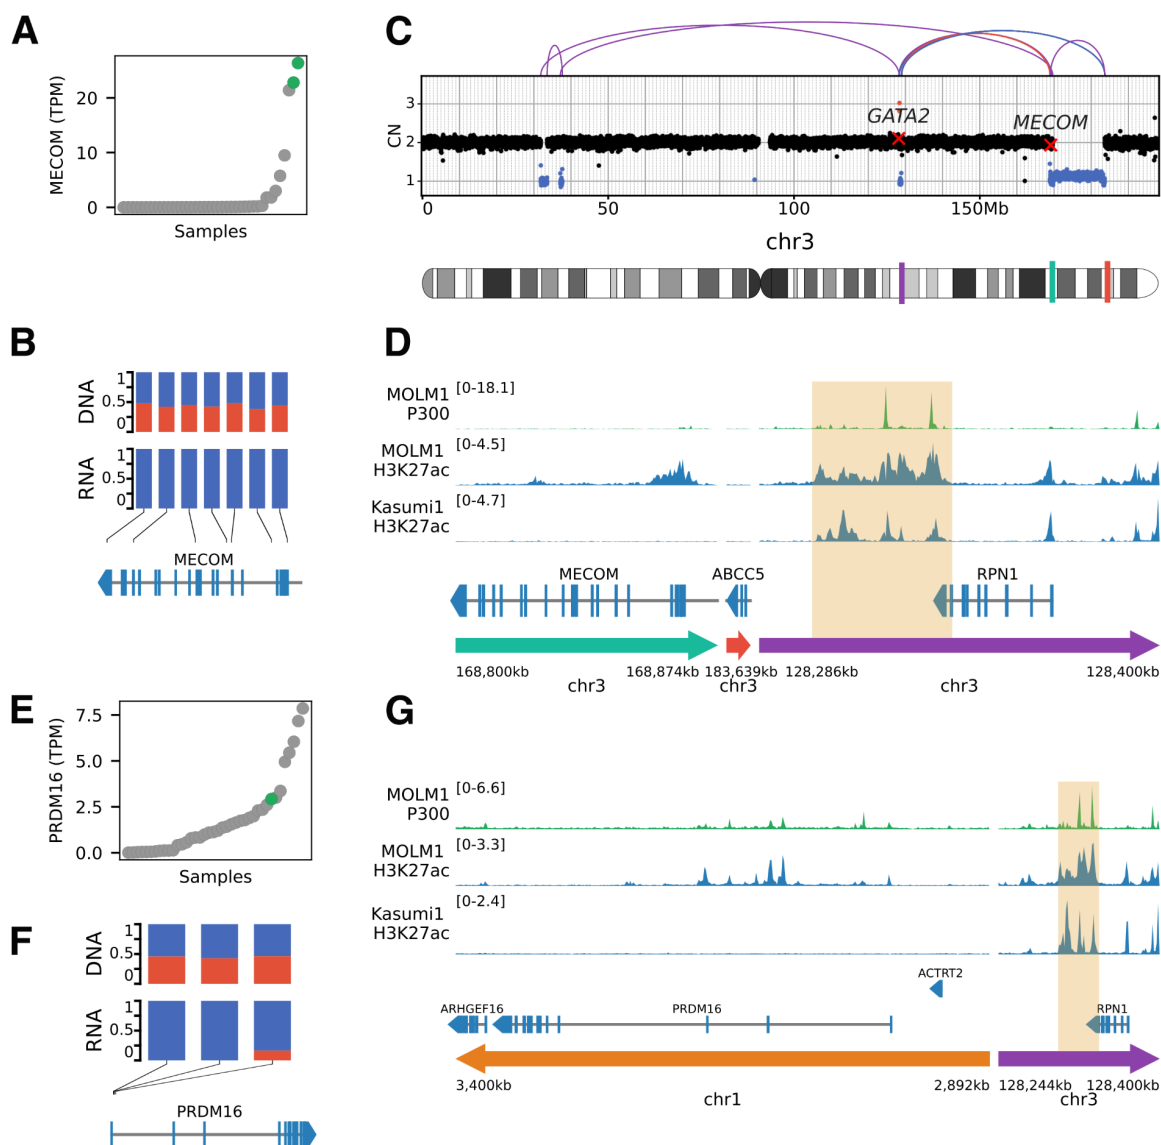 A
MECOM (TPM)
20
10
0
Samples
B
DNA
1
0.5
0
RNA
1
0.5
0
MECOM
C
CN
3
2
1
GATA2
MECOM
0
50
100
150Mb
chr3
D
MOLM1
P300
[0-18.1]
MOLM1
H3K27ac
[0-4.5]
Kasumi1
H3K27ac
[0-4.7]
MECOM
ABCC5
RPN1
168,800kb
168,874kb
183,639kb
128,286kb
128,400kb
chr3
chr3
chr3
E
PRDM16 (TPM)
7.5
5.0
2.5
0.0
Samples
F
DNA
1
0.5
0
RNA
1
0.5
0
PRDM16
G
MOLM1
P300
[0-6.6]
MOLM1
H3K27ac
[0-3.3]
Kasumi1
H3K27ac
[0-2.4]
ACTRT2
ARHGEF16
PRDM16
RPN1
3,400kb
2,892kb
128,244kb
128,400kb
chr1
chr3